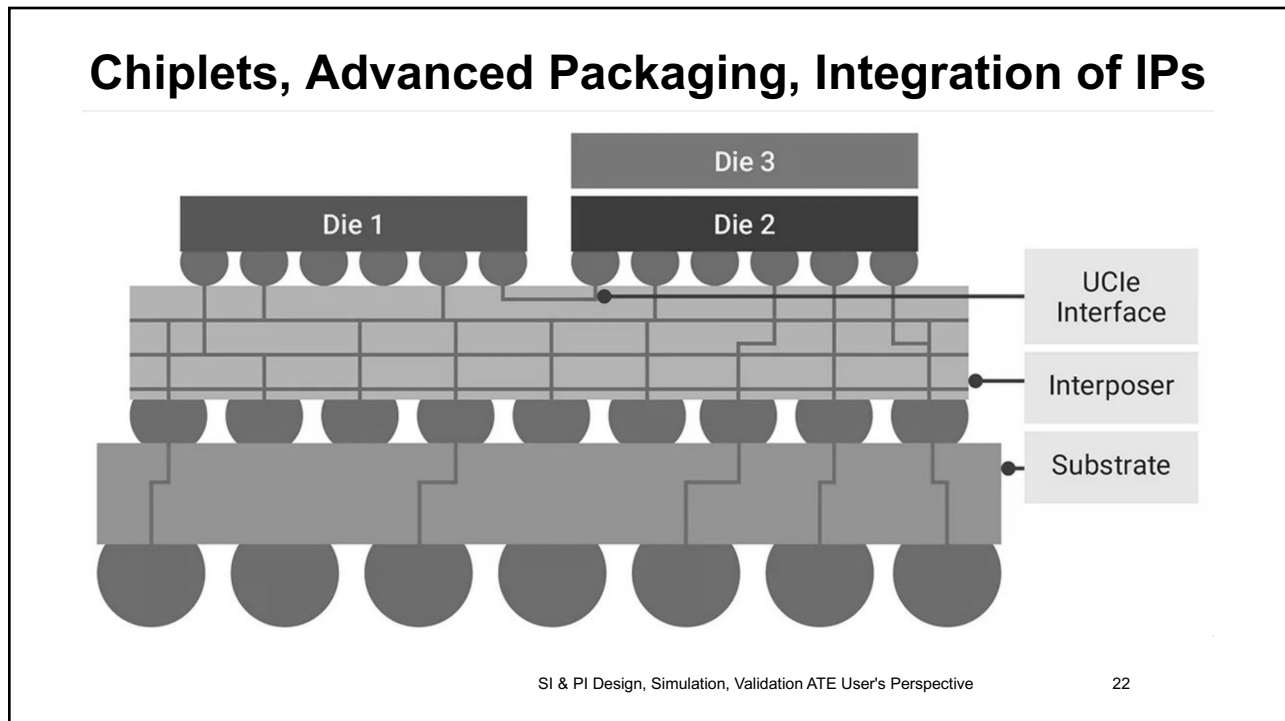 Chiplets, Advanced Packaging, Integration of IPs
Die 3
Die 1
Die 2
UCIe
Interface
Interposer
Substrate
SI & PI Design, Simulation, Validation ATE User's Perspective
22